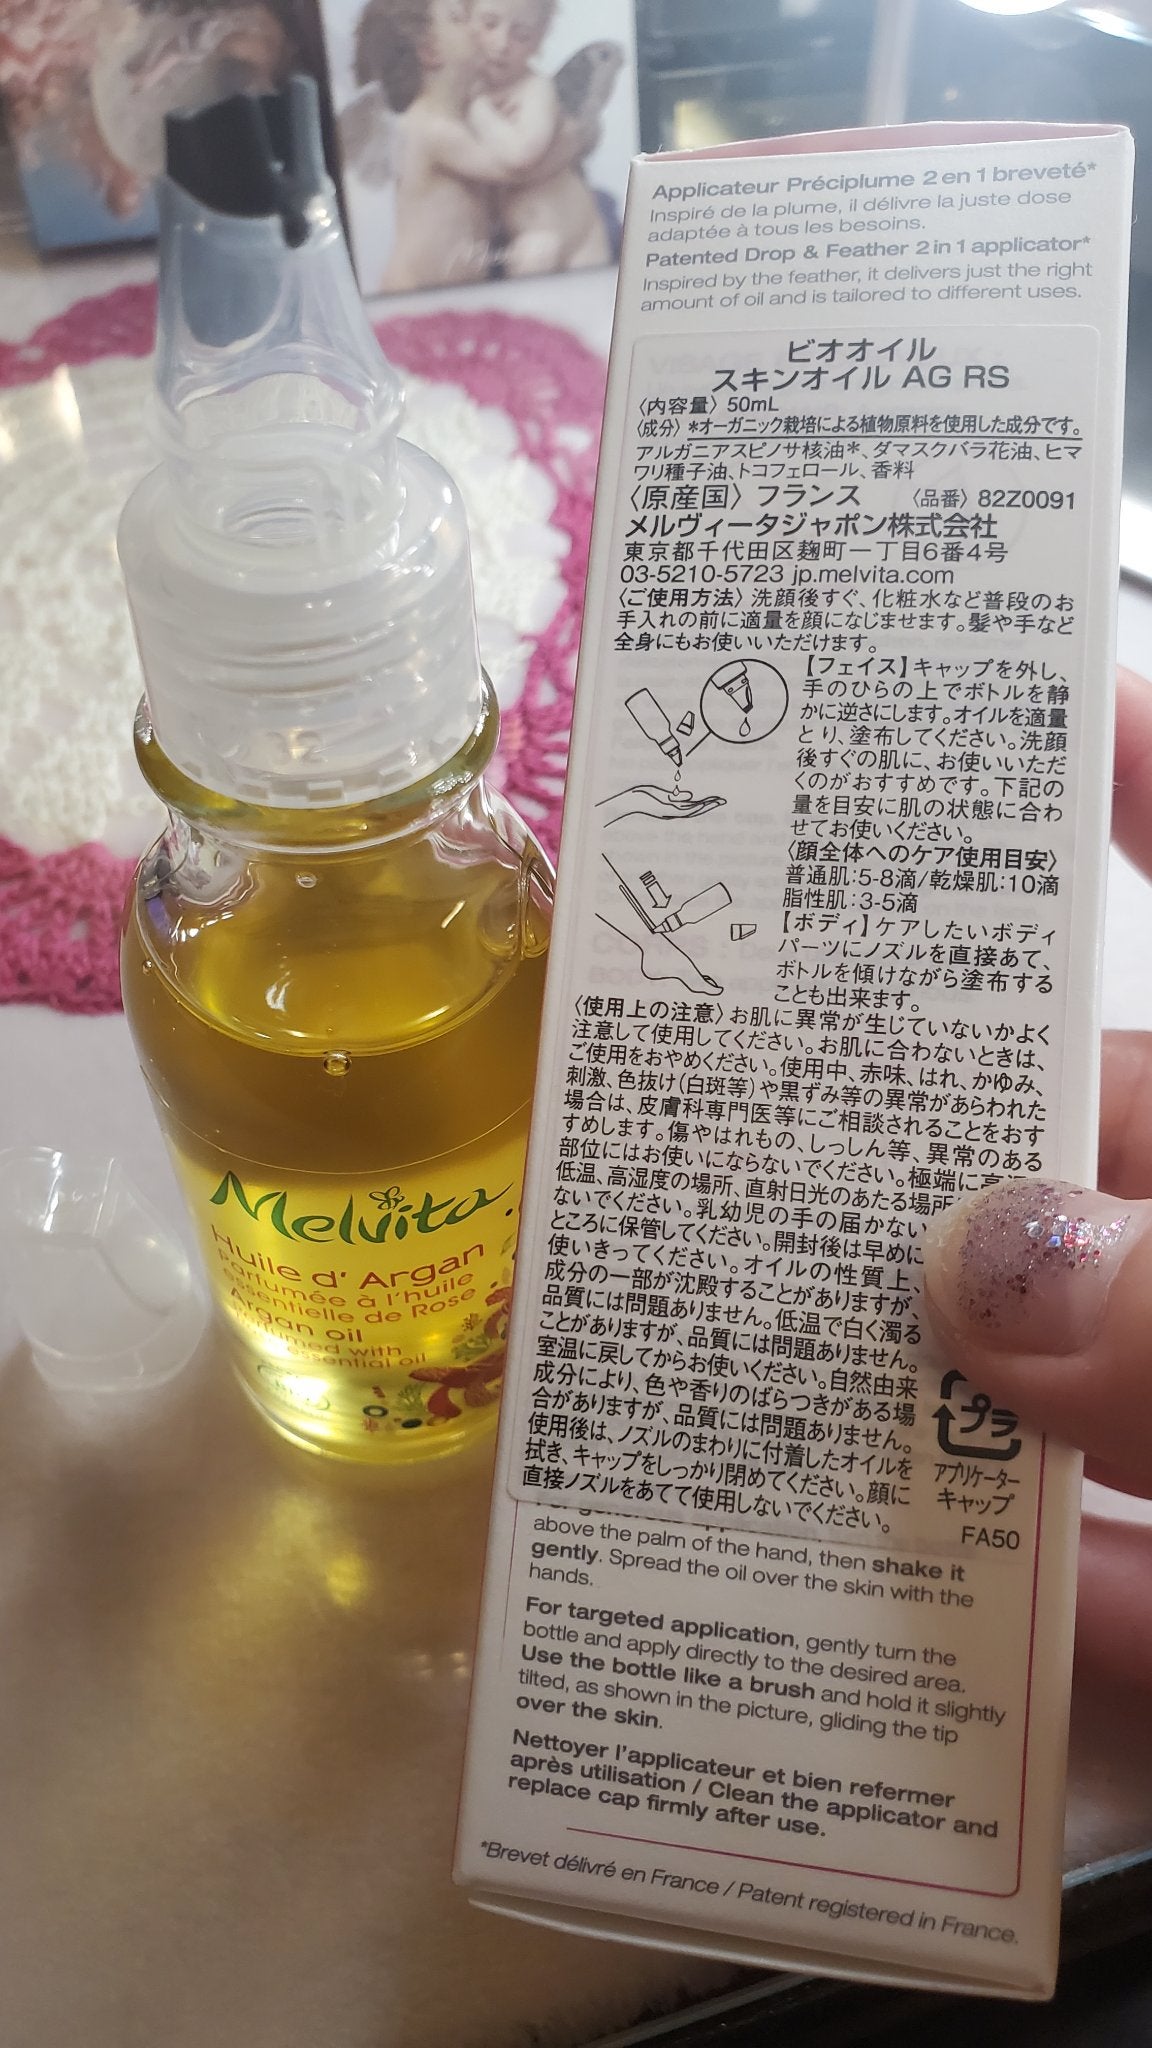 Applicateur Préciplume 2 en 1 breveté*
Inspiré de la plume, il délivre la juste dose
adaptée à tous les besoins.
Patented Drop & Feather 2 in 1 applicator*
Inspired by the feather, it delivers just the right
amount of oil and is tailored to different uses.
ビオオイル
スキンオイル AG RS
〈内容量〉 50mL
〈成分〉 *オーガニック栽培による植物原料を使用した成分です。
アルガニアスピノサ核油*、ダマスクバラ花油、ヒマ
ワリ種子油、トコフェロール、香料
〈原産国〉 フランス 〈品番〉 82Z0091
メルヴィータジャポン株式会社
東京都千代田区麹町一丁目6番4号
03-5210-5723 jp.melvita.com
〈ご使用方法〉 洗顔後すぐ、化粧水など普段のお
手入れの前に適量を顔になじませます。髪や手など
全身にもお使いいただけます。
【フェイス】キャップを外し、
手のひらの上でボトルを静
かに逆さにします。オイルを適量
とり、塗布してください。洗顔
後すぐの肌に、お使いいただ
くのがおすすめです。下記の
量を目安に肌の状態に合わ
せてお使いください。
〈顔全体へのケア使用目安〉
普通肌:5-8滴/乾燥肌:10滴
脂性肌:3-5滴
【ボディ】ケアしたいボディ
パーツにノズルを直接あて、
ボトルを傾けながら塗布する
ことも出来ます。
〈使用上の注意〉お肌に異常が生じていないかよく
注意して使用してください。お肌に合わないときは、
ご使用をおやめください。使用中、赤味、はれ、かゆみ、
刺激、色抜け(白斑等)や黒ずみ等の異常があらわれた
場合は、皮膚科専門医等にご相談されることをおす
すめします。傷やはれもの、しっしん等、異常のある
部位にはお使いにならないでください。極端に高
低温、高湿度の場所、直射日光のあたる場所
ないでください。乳幼児の手の届かない
ところに保管してください。開封後は早めに
使いきってください。オイルの性質上、
成分の一部が沈殿することがありますが、
品質には問題ありません。低温で白く濁る
ことがありますが、品質には問題ありません。
室温に戻してからお使いください。自然由来
成分により、色や香りのばらつきがある場
合がありますが、品質には問題ありません。
使用後は、ノズルのまわりに付着したオイルを
拭き、キャップをしっかり閉めてください。顔に
直接ノズルをあてて使用しないでください。
プラ
アプリケーター
キャップ
FA50
above the palm of the hand, then shake it
gently. Spread the oil over the skin with the
hands.
For targeted application, gently turn the
bottle and apply directly to the desired area.
Use the bottle like a brush and hold it slightly
tilted, as shown in the picture, gliding the tip
over the skin.
Nettoyer l'applicateur et bien refermer
après utilisation / Clean the applicator and
replace cap firmly after use.
*Brevet délivré en France / Patent registered in France.
Melvita
Huile d'Argan
Parfumée à l'huile
essentielle de Rose
Argan oil
with
essential oil